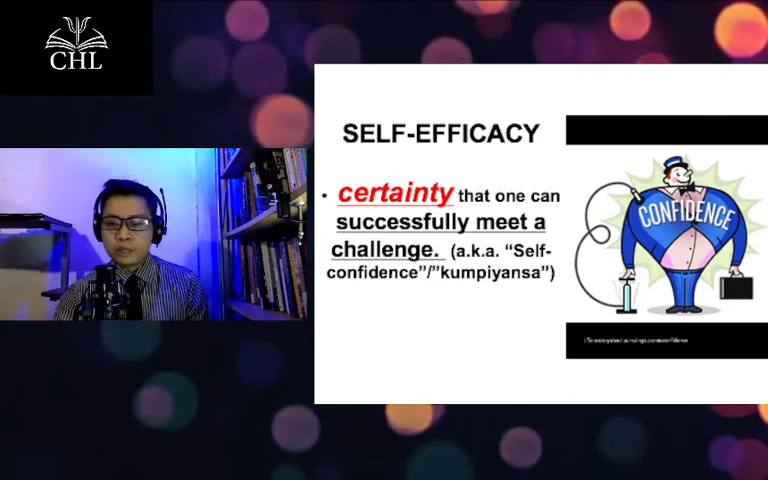 CHL
SELF-EFFICACY
• certainty that one can
successfully meet a
challenge. (a.k.a. “Self-
confidence”/”kumpiyansa”)
CONFIDENCE